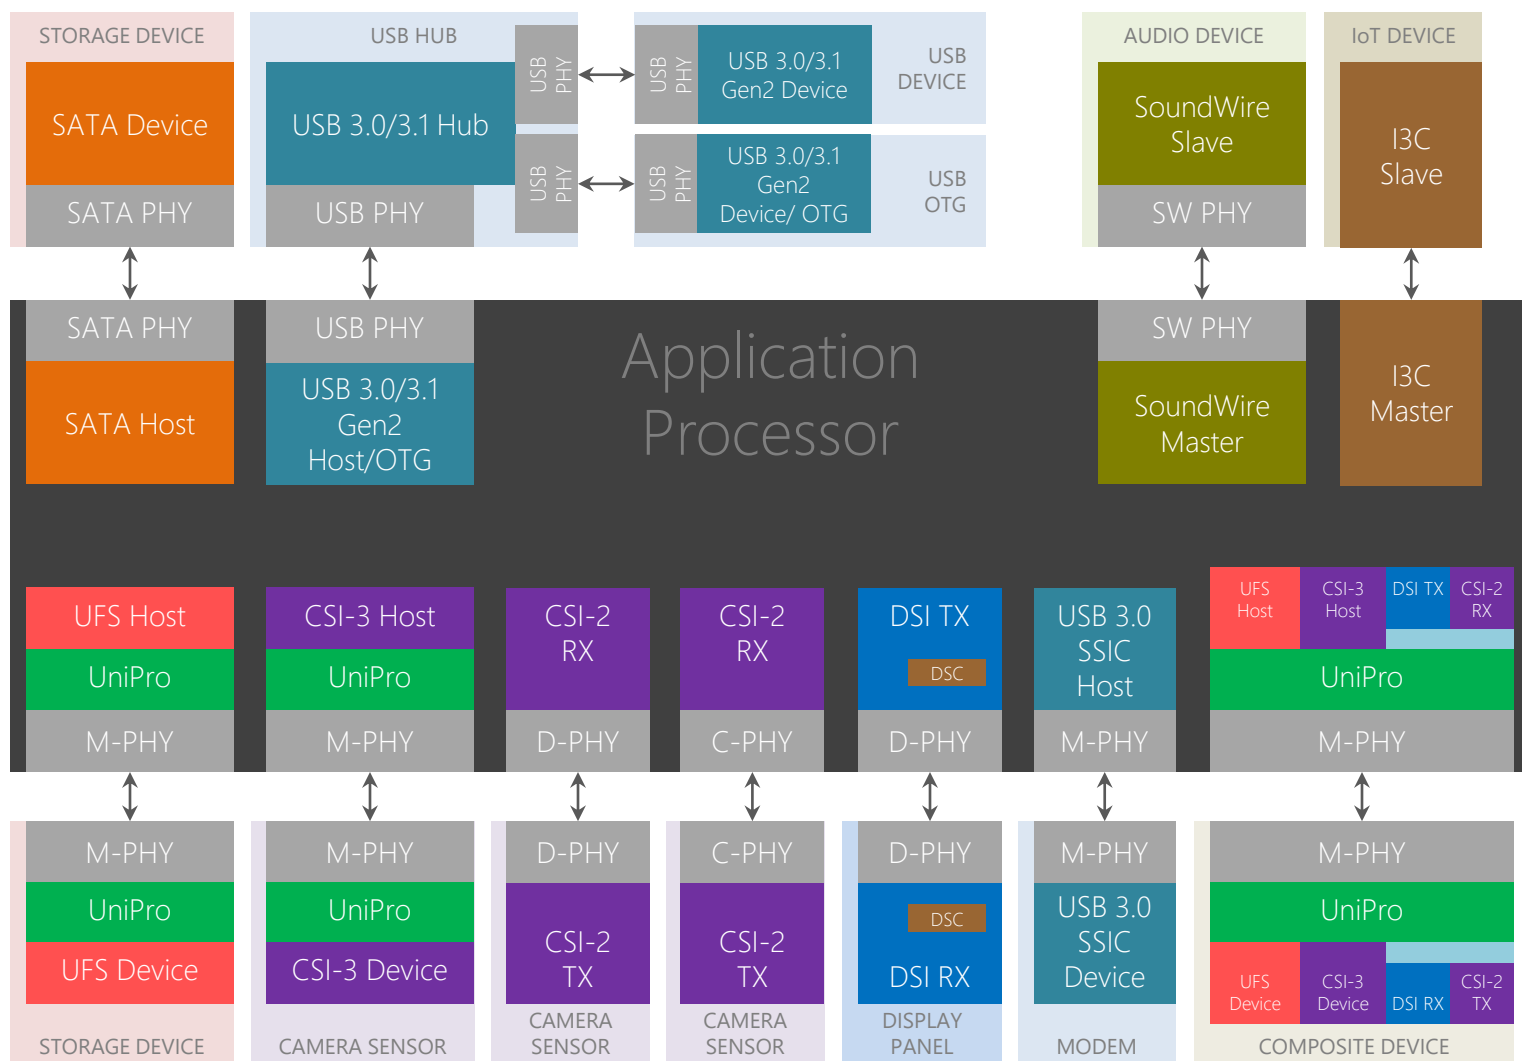 STORAGE DEVICE
SATA Device
SATA PHY
USB HUB
USB 3.0/3.1 Hub
USB PHY
USB
PHY
USB
PHY
USB
PHY
USB 3.0/3.1
Gen2 Device
USB
DEVICE
USB
PHY
USB 3.0/3.1
Gen2
Device/ OTG
USB
OTG
AUDIO DEVICE
SoundWire
Slave
SW PHY
IoT DEVICE
I3C
Slave
SATA PHY
SATA Host
USB PHY
USB 3.0/3.1
Gen2
Host/OTG
Application
Processor
SW PHY
SoundWire
Master
I3C
Master
UFS Host
UniPro
M-PHY
CSI-3 Host
UniPro
M-PHY
CSI-2
RX
D-PHY
CSI-2
RX
C-PHY
DSI TX
DSC
D-PHY
USB 3.0
SSIC
Host
M-PHY
UFS
Host
CSI-3
Host
DSI TX
CSI-2
RX
UniPro
M-PHY
M-PHY
UniPro
UFS Device
STORAGE DEVICE
M-PHY
UniPro
CSI-3 Device
CAMERA SENSOR
D-PHY
CSI-2
TX
CAMERA
SENSOR
C-PHY
CSI-2
TX
CAMERA
SENSOR
D-PHY
DSC
DSI RX
DISPLAY
PANEL
M-PHY
USB 3.0
SSIC
Device
MODEM
M-PHY
UniPro
UFS
Device
CSI-3
Device
DSI RX
CSI-2
TX
COMPOSITE DEVICE